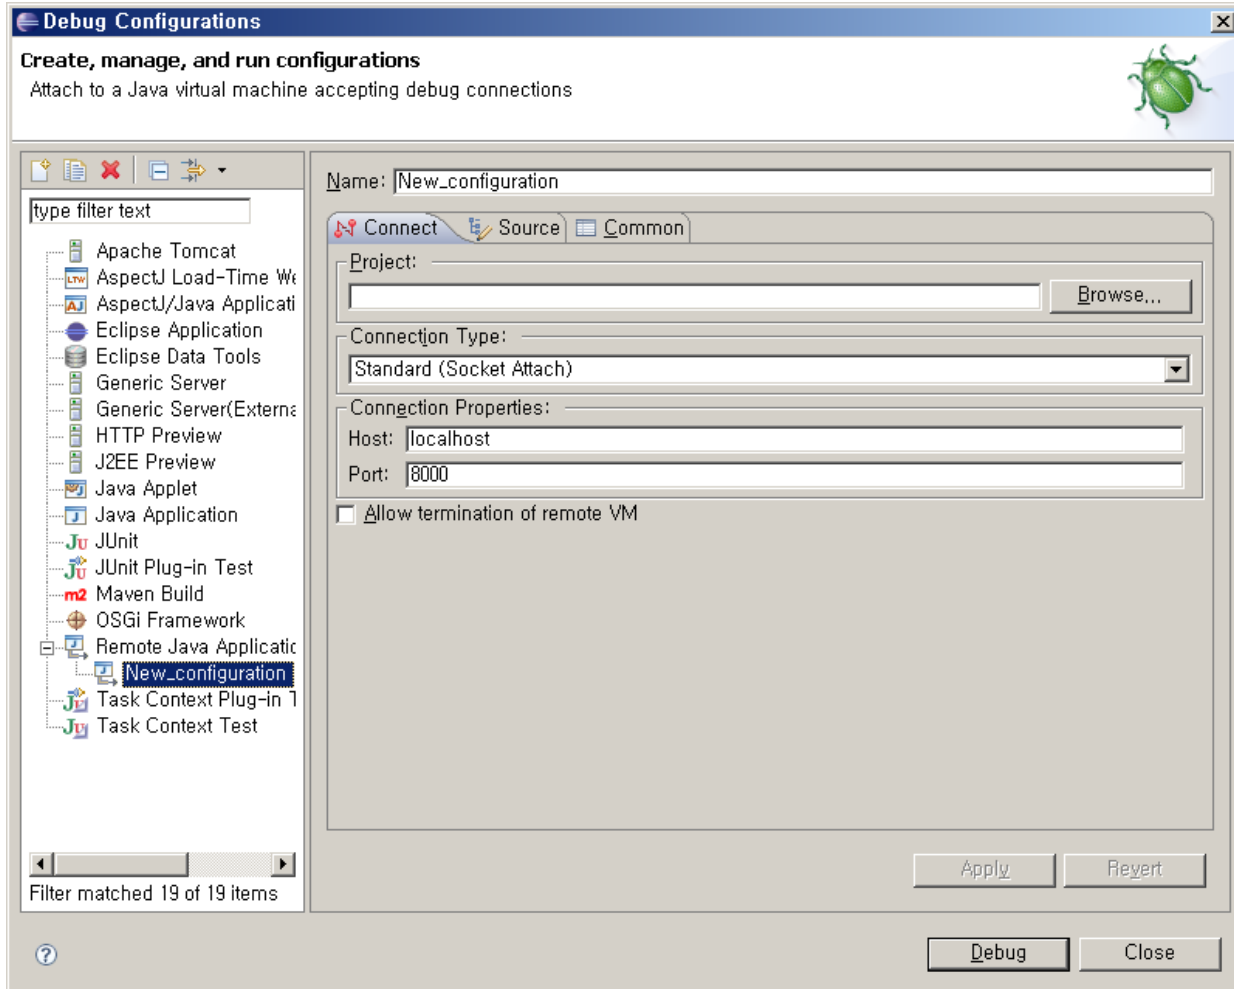 Debug Configurations
Create, manage, and run configurations
Attach to a Java virtual machine accepting debug connections
type filter text
Apache Tomcat
AspectJ Load-Time We
AspectJ/Java Applicati
Eclipse Application
Eclipse Data Tools
Generic Server
Generic Server(Externa
HTTP Preview
J2EE Preview
Java Applet
Java Application
JUnit
JUnit Plug-in Test
Maven Build
OSGi Framework
Remote Java Applicatic
New_configuration
Task Context Plug-in T
Task Context Test
Filter matched 19 of 19 items
Name: New_configuration
Connect Source Common
Project:
Browse...
Connection Type:
Standard (Socket Attach)
Connection Properties:
Host: localhost
Port: 8000
Allow termination of remote VM
Apply Revert
Debug Close